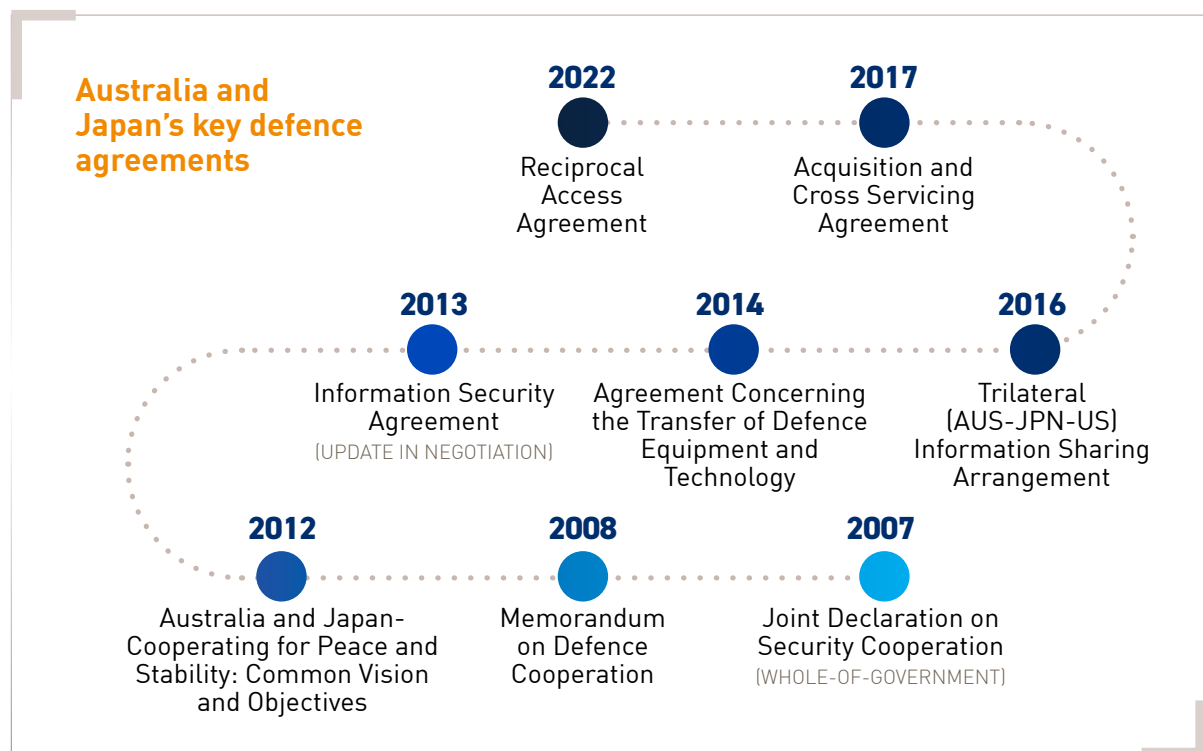 Australia and
Japan's key defence
agreements
2022
Reciprocal
Access
Agreement
2017
Acquisition and
Cross Servicing
Agreement
2013
Information Security
Agreement
(UPDATE IN NEGOTIATION)
2014
Agreement Concerning
the Transfer of Defence
Equipment and
Technology
2016
Trilateral
(AUS-JPN-US)
Information Sharing
Arrangement
2012
Australia and Japan-
Cooperating for Peace and
Stability: Common Vision
and Objectives
2008
Memorandum
on Defence
Cooperation
2007
Joint Declaration on
Security Cooperation
(WHOLE-OF-GOVERNMENT)